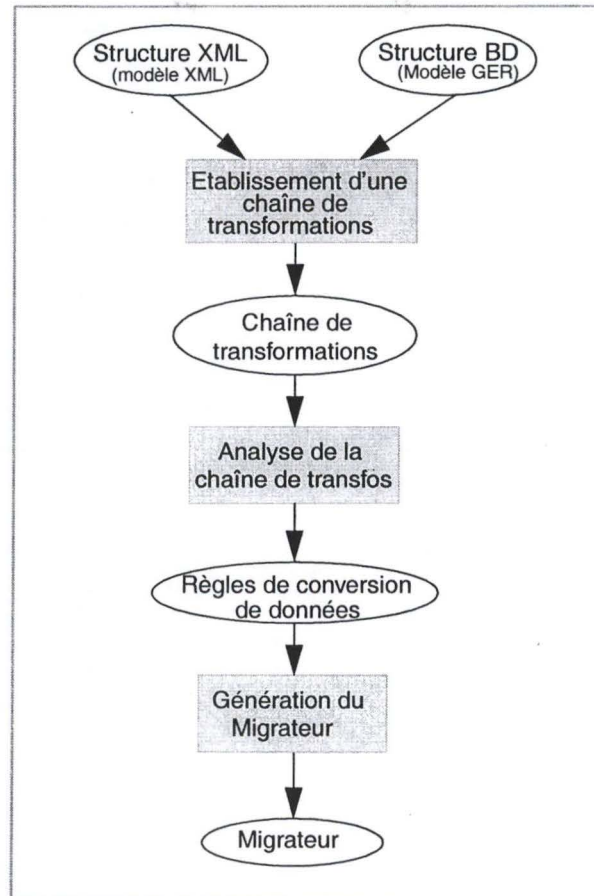 Structure XML
(modèle XML)
Structure BD
(Modèle GER)
Etablissement d'une
chaîne de
transformations
Chaîne de
transformations
Analyse de la
chaîne de transfos
Règles de conversion
de données
Génération du
Migrateur
Migrateur